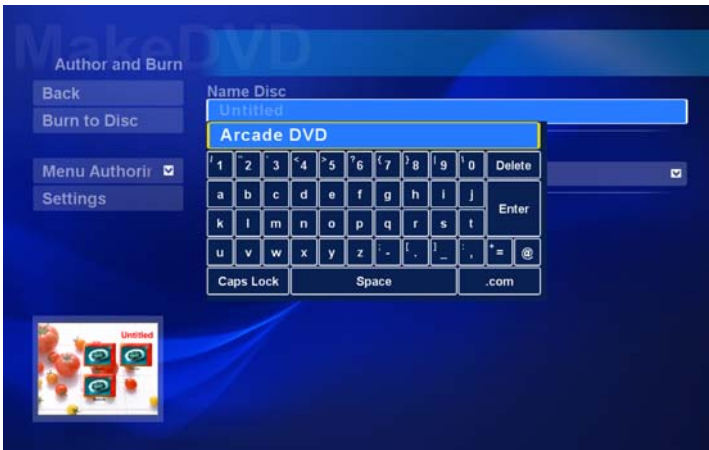 MakeDVD
Author and Burn
Back
Burn to Disc
Menu Authorin
Settings
Name Disc
Untitled
Arcade DVD
! 1 " 2 ' 3 < 4 > 5 ? 6 { 7 } 8 | 9 \ 0 Delete
a b c d e f g h i j
Enter
k l m n o p q r s t
u v w x y z ; - [ . ] _ : , + = @
Caps Lock Space .com
Untitled